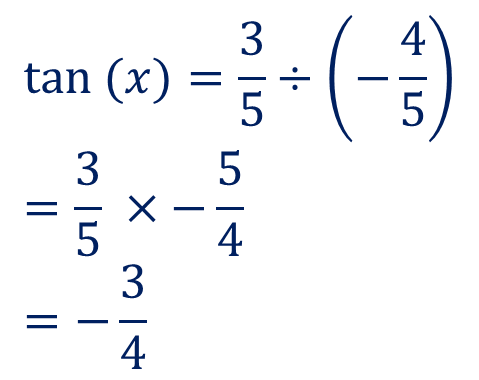 tan (x) = 3/5 ÷ (−4/5)
= 3/5 × −5/4
= −3/4